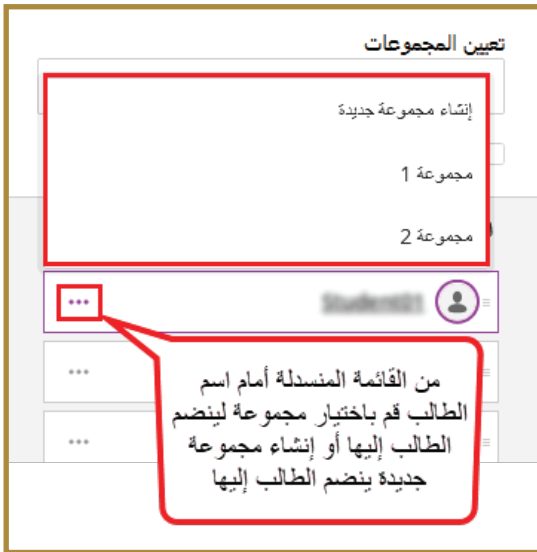 تعيين المجموعات
إنشاء مجموعة جديدة
مجموعة 1
مجموعة 2
من القائمة المنسدلة أمام اسم
الطالب قم باختيار مجموعة لينضم
الطالب إليها أو إنشاء مجموعة
جديدة ينضم الطالب إليها